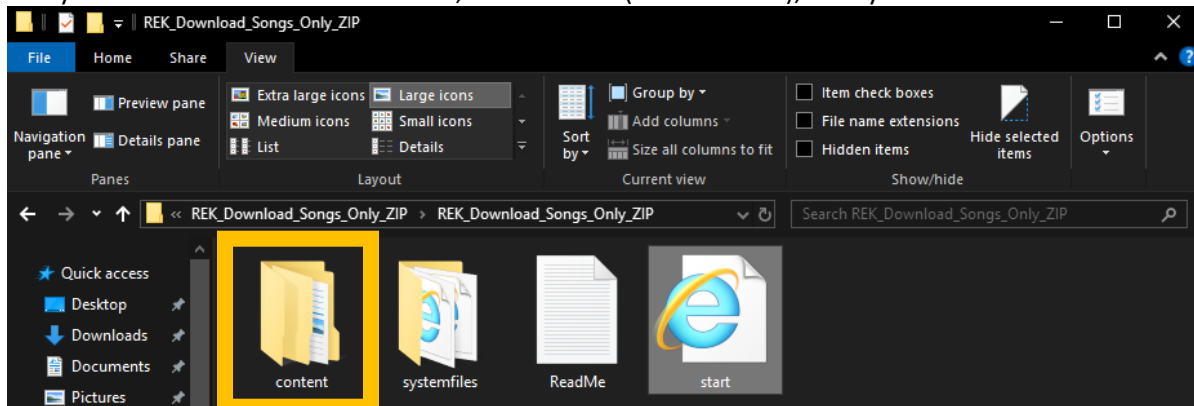 REK_Download_Songs_Only_ZIP
File Home Share View
Navigation pane
Preview pane
Details pane
Panes
Extra large icons Large icons
Medium icons Small icons
List Details
Layout
Sort by
Group by
Add columns
Size all columns to fit
Current view
Item check boxes
File name extensions
Hidden items
Hide selected items
Show/hide
Options
« REK_Download_Songs_Only_ZIP > REK_Download_Songs_Only_ZIP
Search REK_Download_Songs_Only_ZIP
Quick access
Desktop
Downloads
Documents
Pictures
content systemfiles ReadMe start